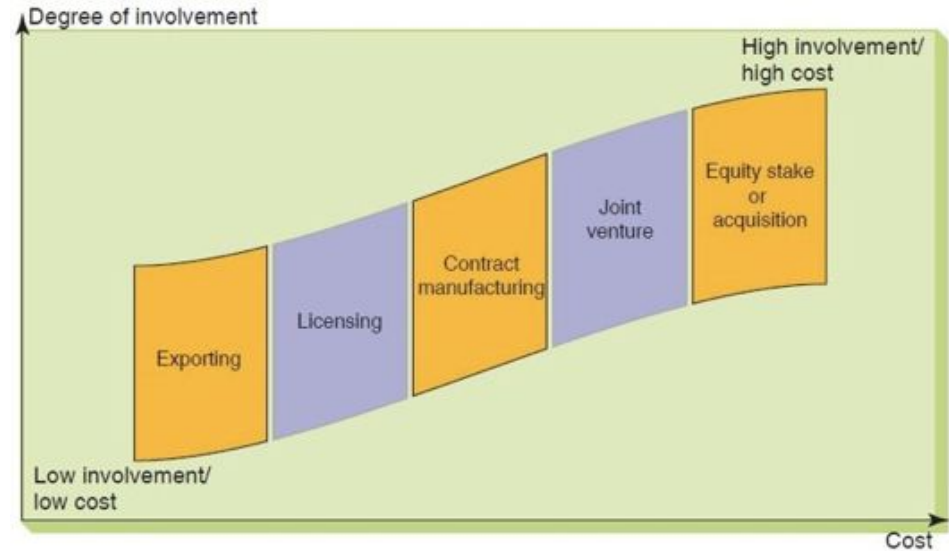 Degree of involvement
High involvement/
high cost
Equity stake
or
acquisition
Joint
venture
Contract
manufacturing
Licensing
Exporting
Low involvement/
low cost
Cost